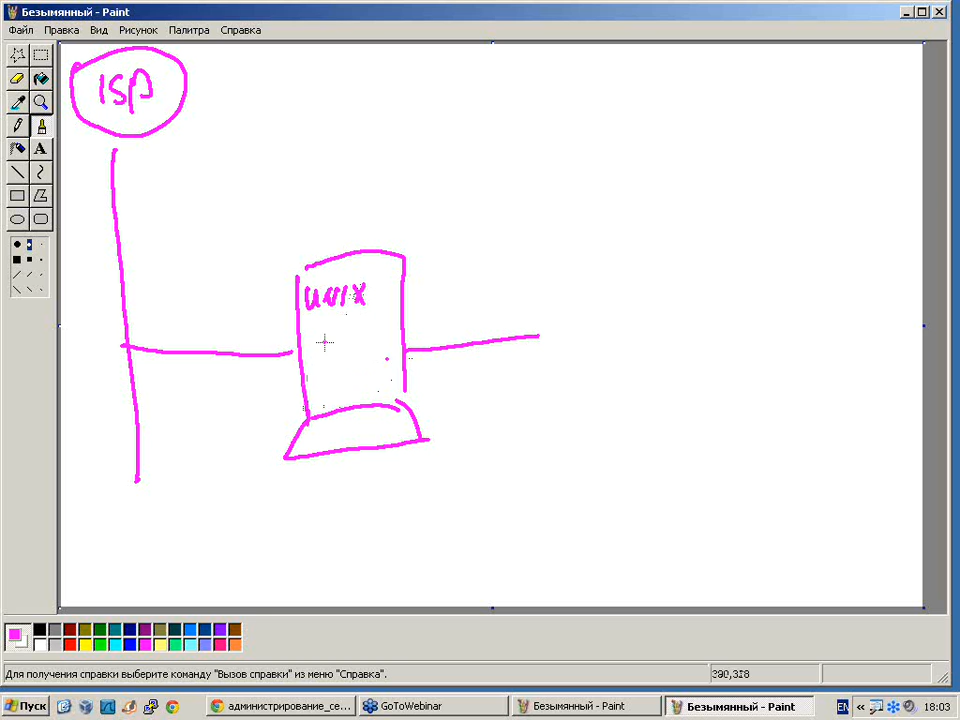 Безымянный - Paint
Файл Правка Вид Рисунок Палитра Справка
ISP
UNIX
Для получения справки выберите команду "Вызов справки" из меню "Справка".
390,318
Пуск
администрирование_се...
GoToWebinar
Безымянный - Paint
Безымянный - Paint
EN
18:03